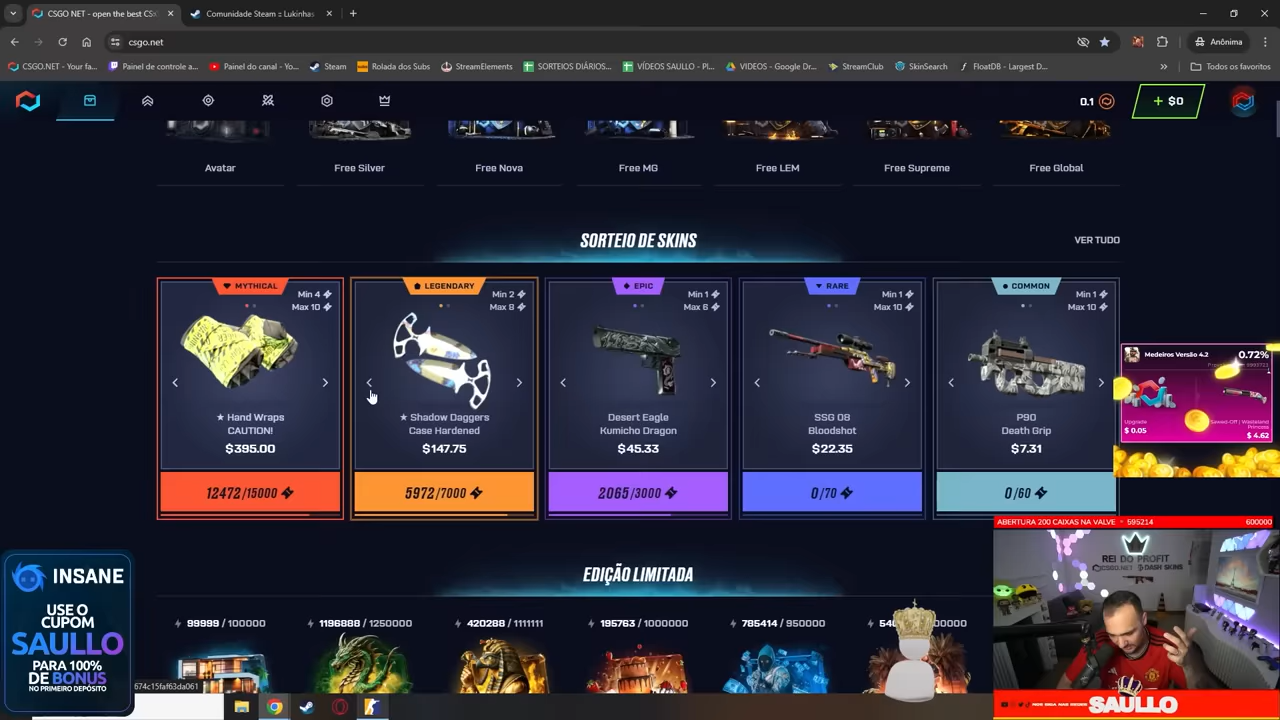 CSGO NET - open the best CS
Comunidade Steam :: Lukinhas
csgo.net
Anônima
CSGO.NET - Your fa...
Painel de controle a...
Painel do canal - Yo...
Steam
Rolada dos Subs
StreamElements
SORTEIOS DIÁRIOS...
VÍDEOS SAULLO - Pl...
VIDEOS - Google Dr...
StreamClub
SkinSearch
FloatDB - Largest D...
Todos os favoritos
0.1
+ $0
Avatar
Free Silver
Free Nova
Free MG
Free LEM
Free Supreme
Free Global
SORTEIO DE SKINS
VER TUDO
MYTHICAL
Min 4
Max 10
★ Hand Wraps
CAUTION!
$395.00
12472/15000
LEGENDARY
Min 2
Max 8
★ Shadow Daggers
Case Hardened
$147.75
5972/7000
EPIC
Min 1
Max 6
Desert Eagle
Kumicho Dragon
$45.33
2065/3000
RARE
Min 1
Max 10
SSG 08
Bloodshot
$22.35
0/70
COMMON
Min 1
Max 10
P90
Death Grip
$7.31
0/60
Medeiros Versão 4.2
0.72%
Upgrade
$ 0.05
Sawed-Off | Wasteland
Princess
$ 4.62
EDIÇÃO LIMITADA
99999 / 100000
1196888 / 1250000
420288 / 1111111
195763 / 1000000
785414 / 950000
INSANE
USE O
CUPOM
SAULLO
PARA 100%
DE BONUS
NO PRIMEIRO DEPÓSITO
674c15faf63da061
ABERTURA 200 CAIXAS NA VALVE - 595214
600000
REI DO PROFIT
CSGO.NET
DASH SKINS
SAULLO